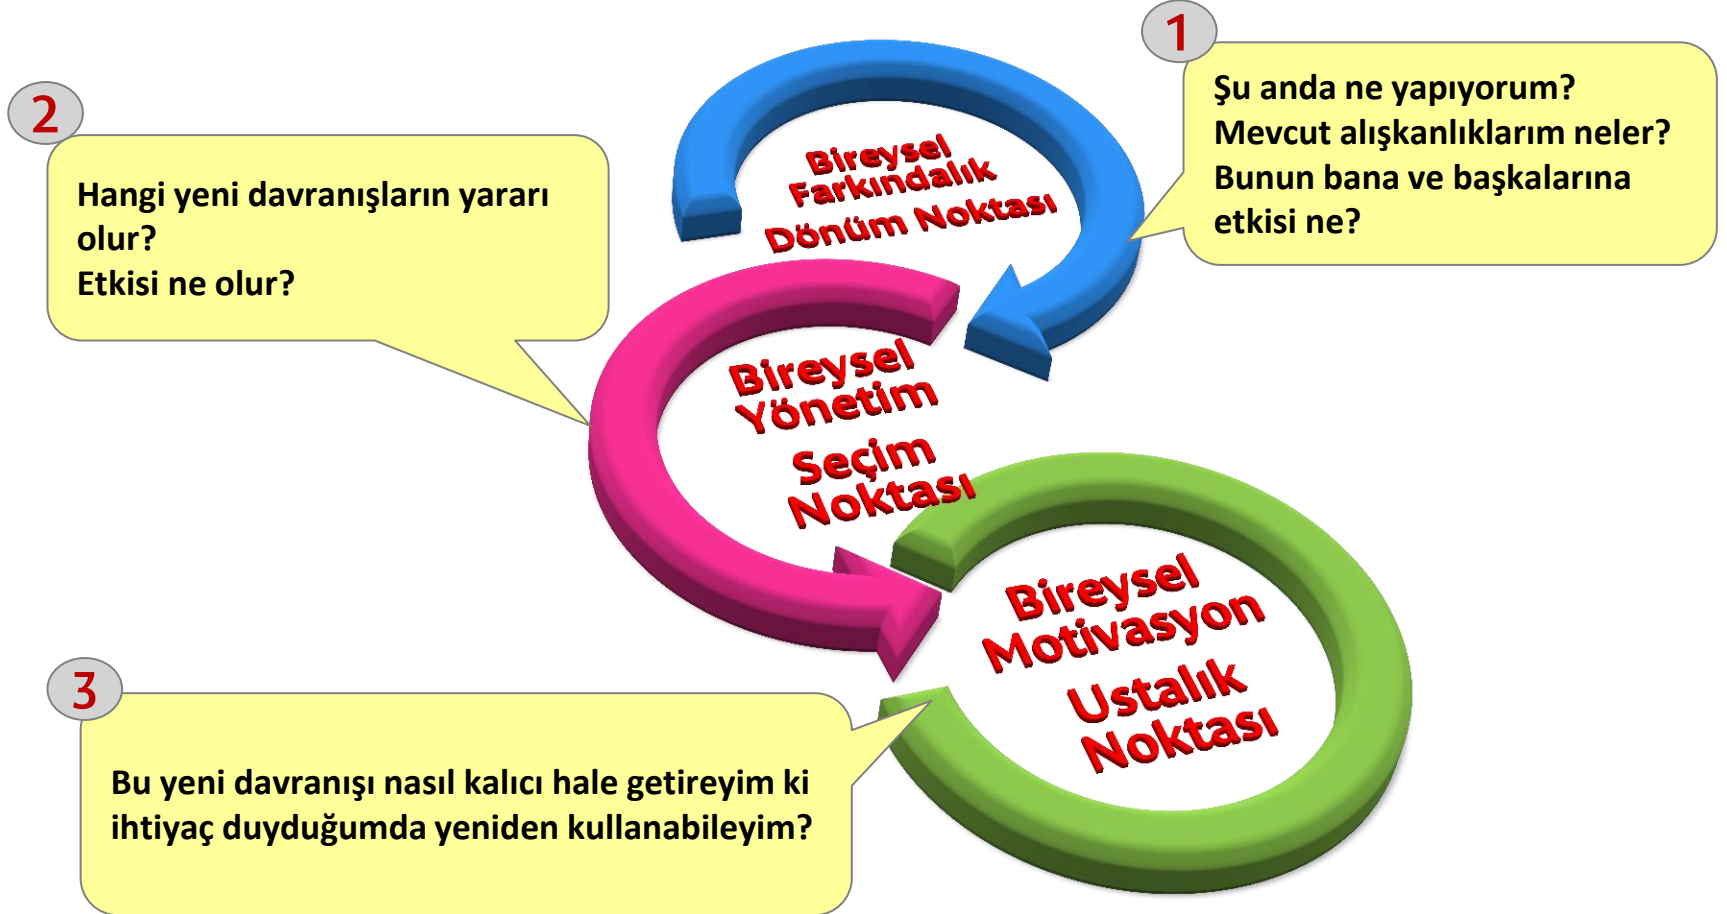 1
Şu anda ne yapıyorum?
Mevcut alışkanlıklarım neler?
Bunun bana ve başkalarına
etkisi ne?
Bireysel
Farkındalık
Dönüm Noktası
2
Hangi yeni davranışların yararı
olur?
Etkisi ne olur?
Bireysel
Yönetim
Seçim
Noktası
3
Bu yeni davranışı nasıl kalıcı hale getireyim ki
ihtiyaç duyduğumda yeniden kullanabileyim?
Bireysel
Motivasyon
Ustalık
Noktası